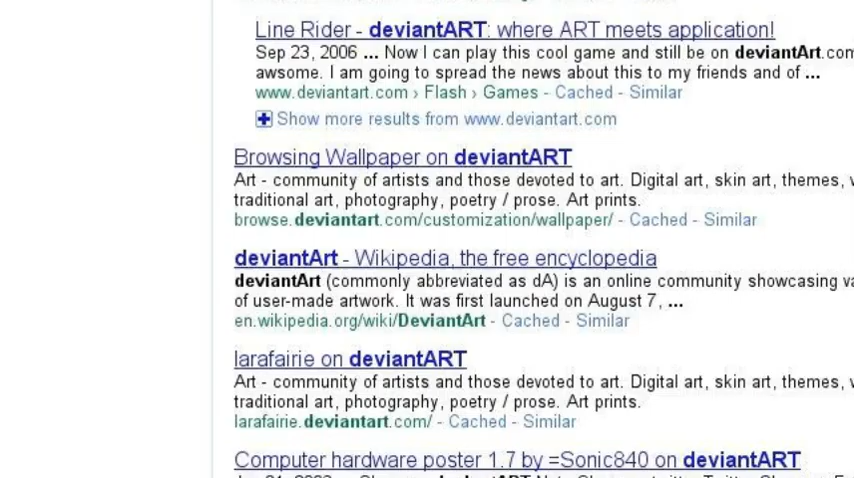 Line Rider - deviantART: where ART meets application!
Sep 23, 2006 ... Now I can play this cool game and still be on deviantArt.com
awsome. I am going to spread the news about this to my friends and of ...
www.deviantart.com › Flash › Games - Cached - Similar
Show more results from www.deviantart.com
Browsing Wallpaper on deviantART
Art - community of artists and those devoted to art. Digital art, skin art, themes,
traditional art, photography, poetry / prose. Art prints.
browse.deviantart.com/customization/wallpaper/ - Cached - Similar
deviantArt - Wikipedia, the free encyclopedia
deviantArt (commonly abbreviated as dA) is an online community showcasing
of user-made artwork. It was first launched on August 7, ...
en.wikipedia.org/wiki/DeviantArt - Cached - Similar
larafairie on deviantART
Art - community of artists and those devoted to art. Digital art, skin art, themes,
traditional art, photography, poetry / prose. Art prints.
larafairie.deviantart.com/ - Cached - Similar
Computer hardware poster 1.7 by =Sonic840 on deviantART